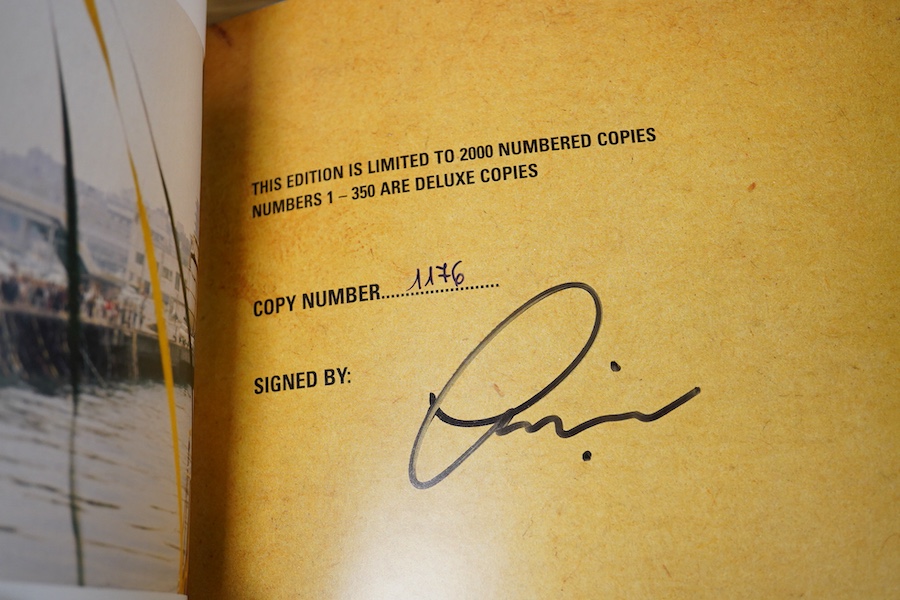 THIS EDITION IS LIMITED TO 2000 NUMBERED COPIES
NUMBERS 1 – 350 ARE DELUXE COPIES
COPY NUMBER.......1176.......
SIGNED BY: